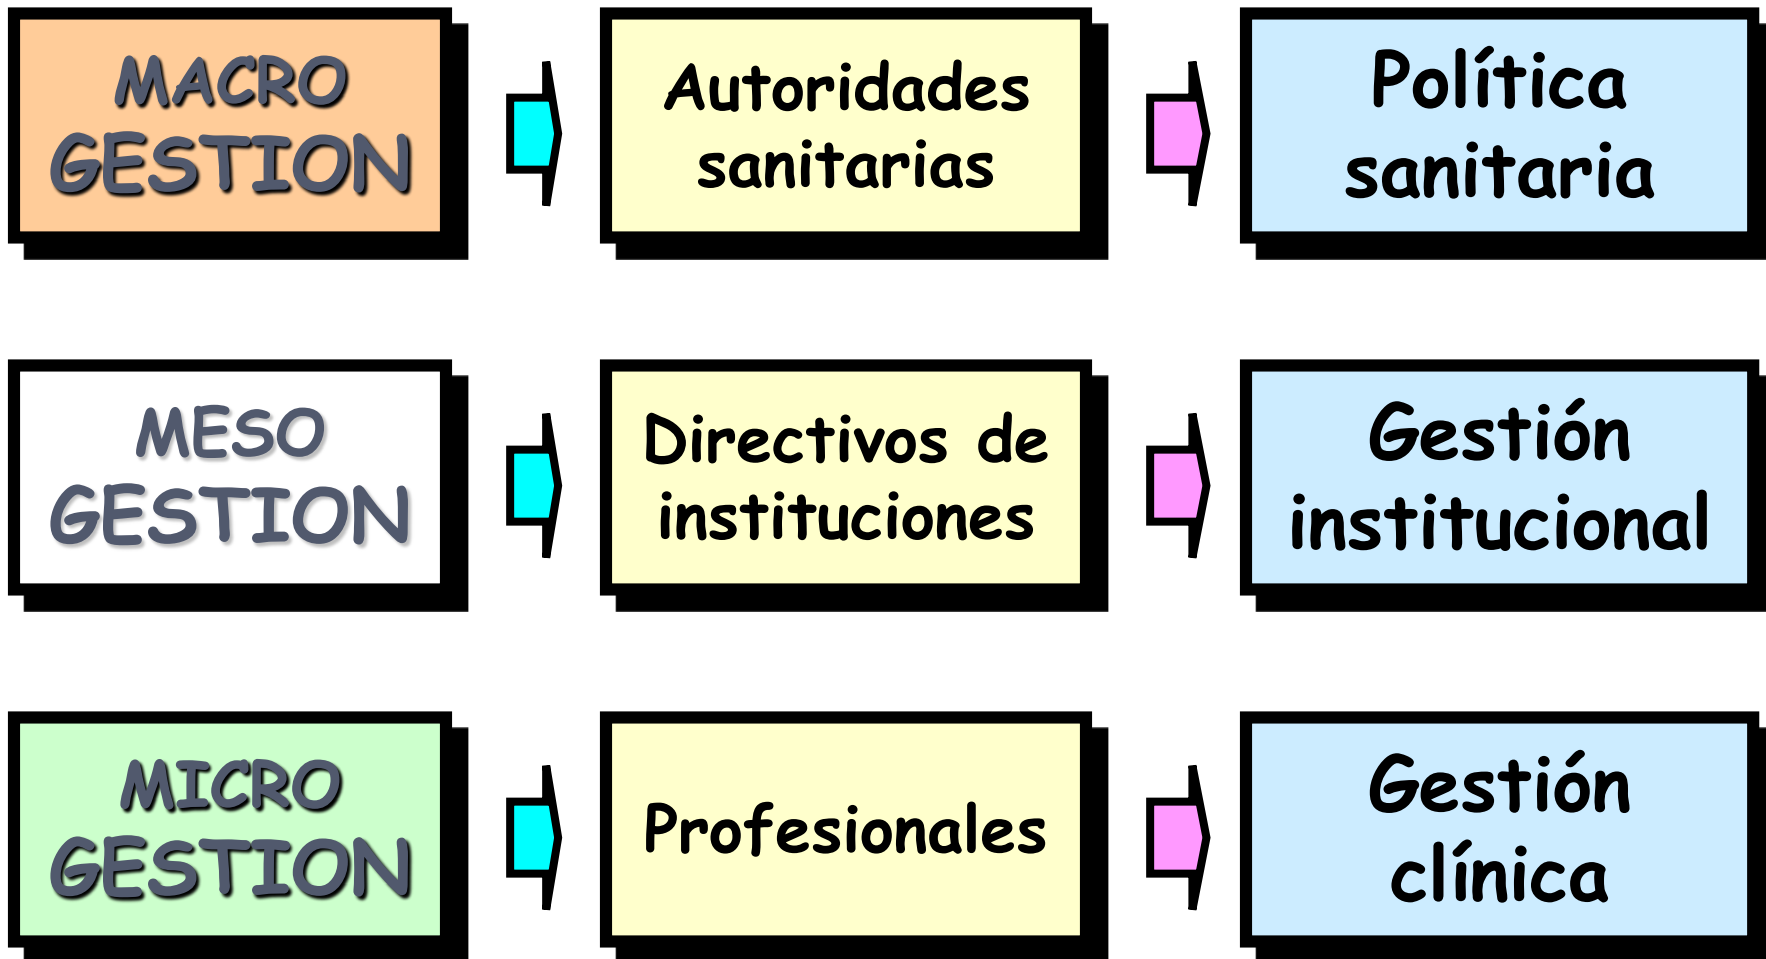 MACRO
GESTION
Autoridades
sanitarias
Política
sanitaria
MESO
GESTION
Directivos de
instituciones
Gestión
institucional
MICRO
GESTION
Profesionales
Gestión
clínica